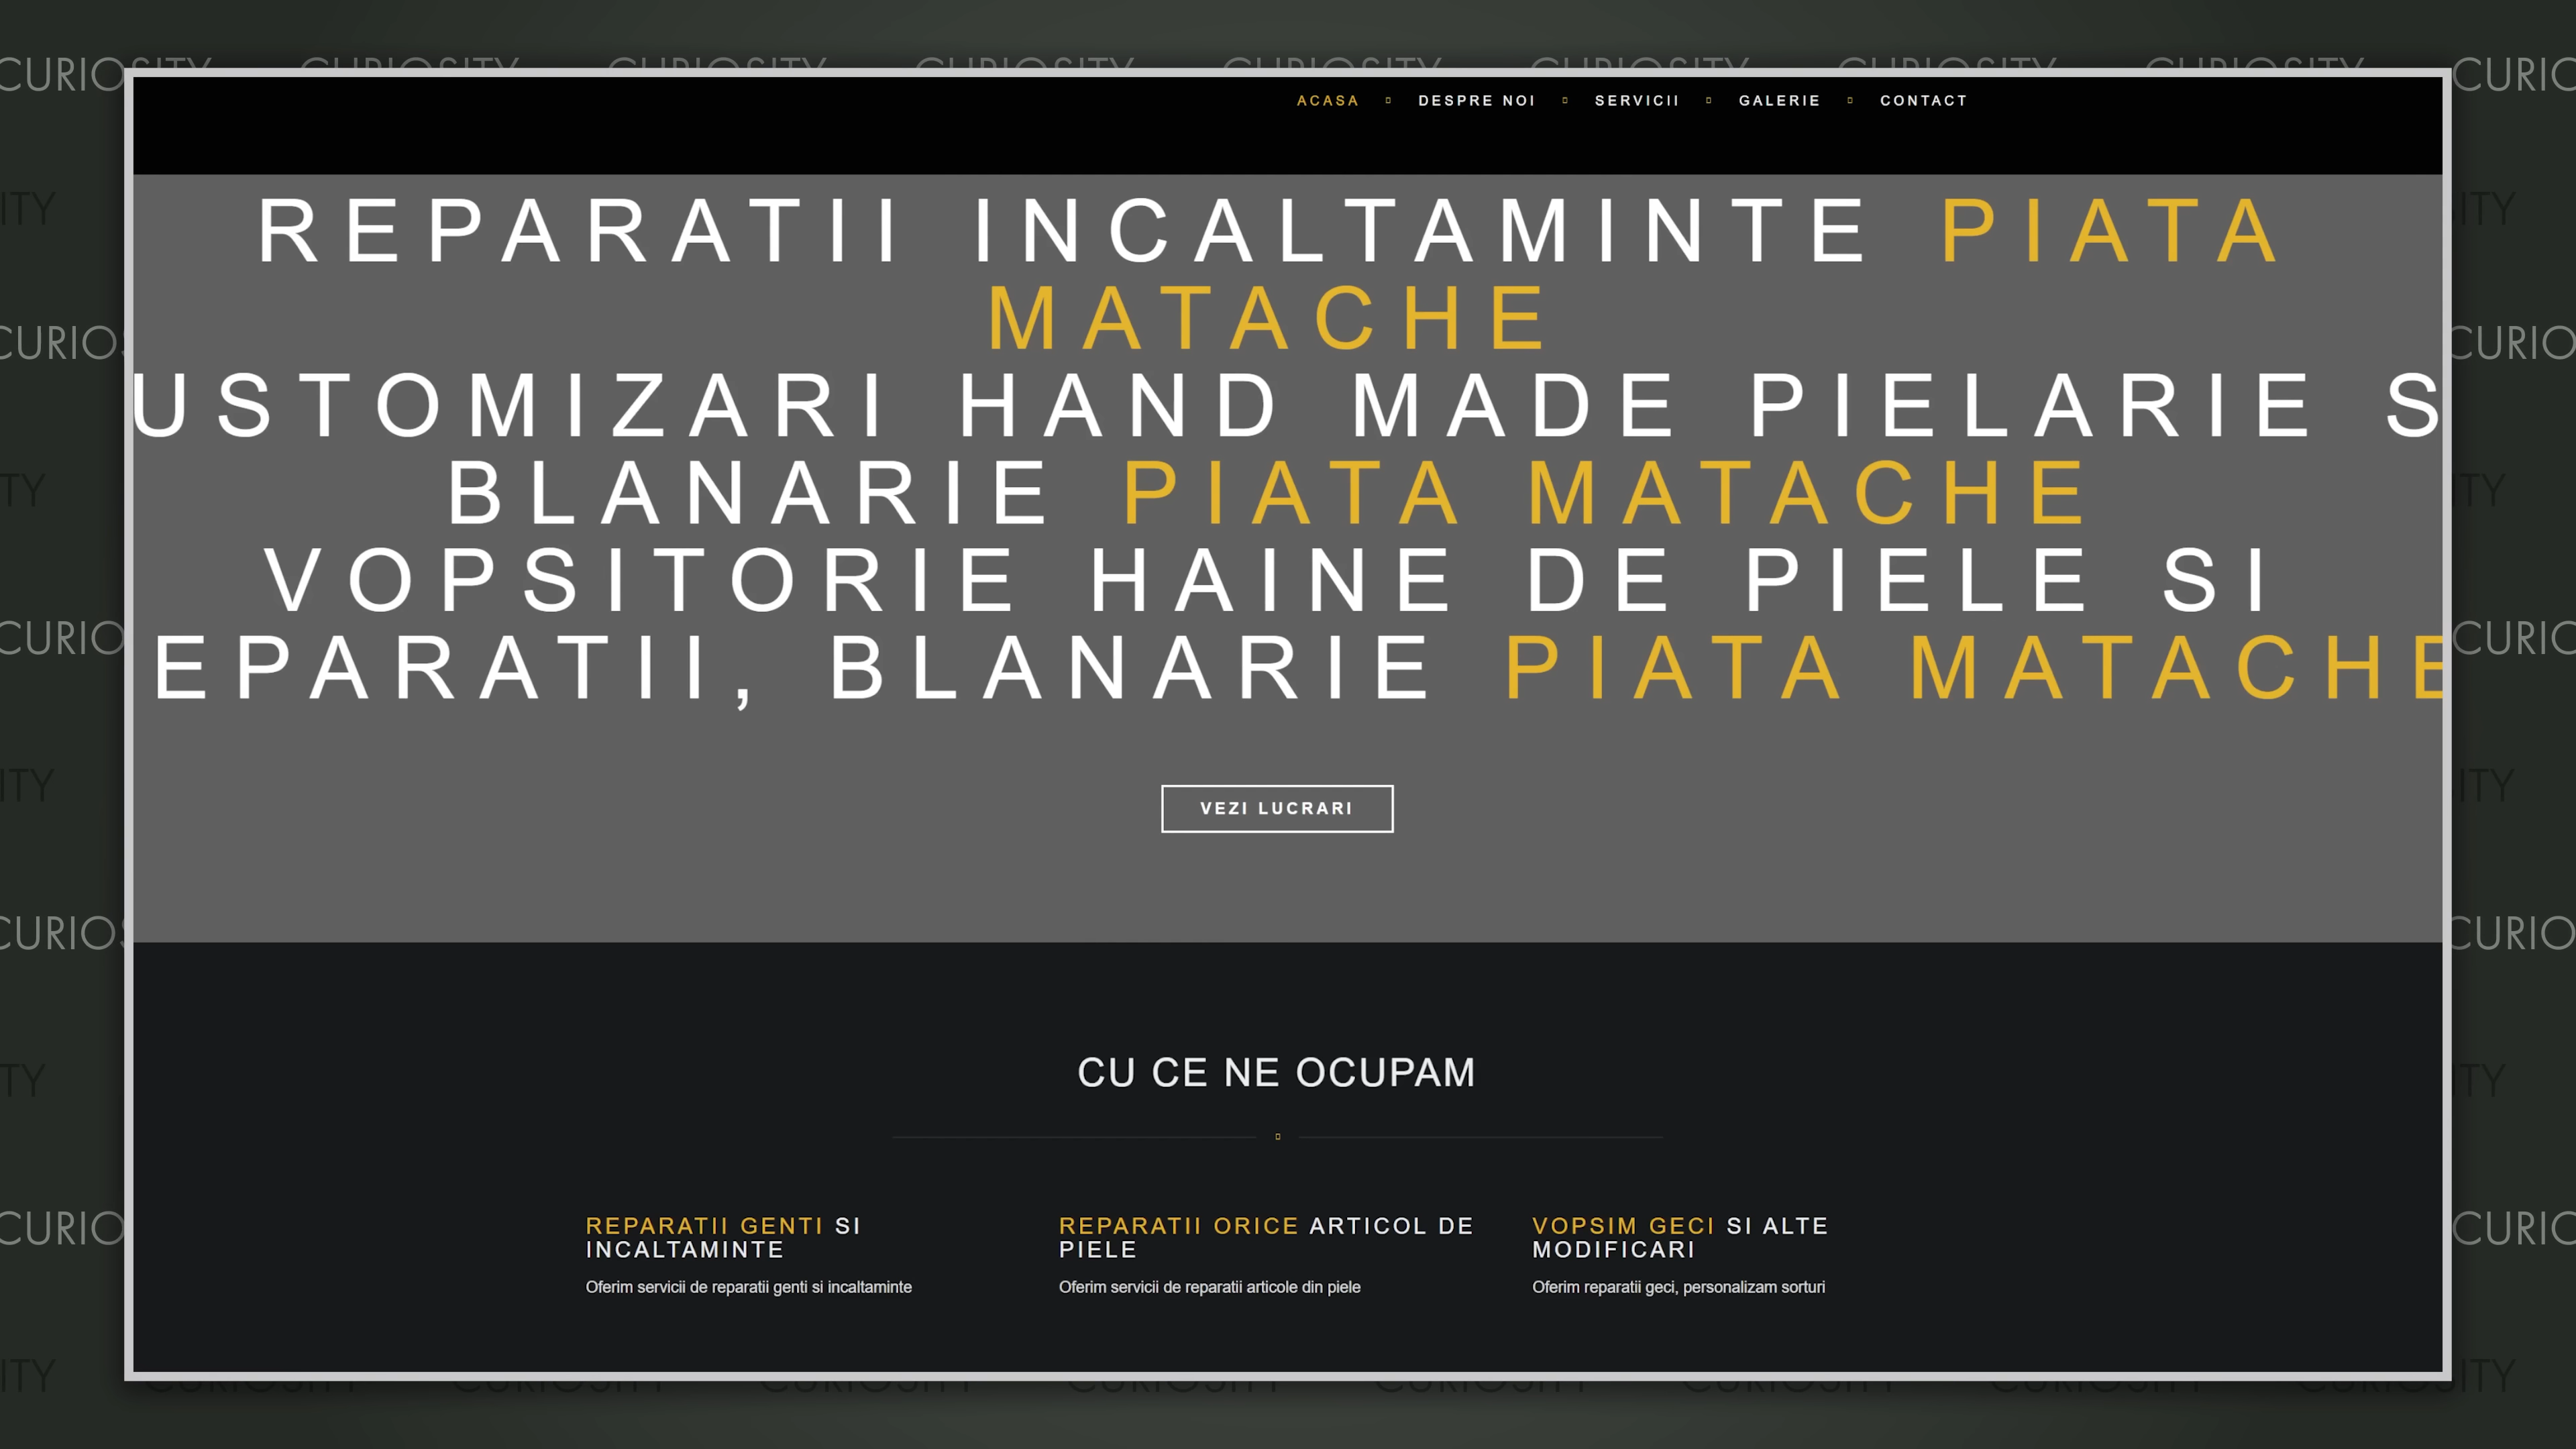 ACASA DESPRE NOI SERVICII GALERIE CONTACT
REPARATII INCALTAMINTE PIATA
MATACHE
USTOMIZARI HAND MADE PIELARIE S
BLANARIE PIATA MATACHE
VOPSITORIE HAINE DE PIELE SI
EPARATII, BLANARIE PIATA MATACHE
VEZI LUCRARI
CU CE NE OCUPAM
REPARATII GENTI SI
INCALTAMINTE
Oferim servicii de reparatii genti si incaltaminte
REPARATII ORICE ARTICOL DE
PIELE
Oferim servicii de reparatii articole din piele
VOPSIM GECI SI ALTE
MODIFICARI
Oferim reparatii geci, personalizam sorturi